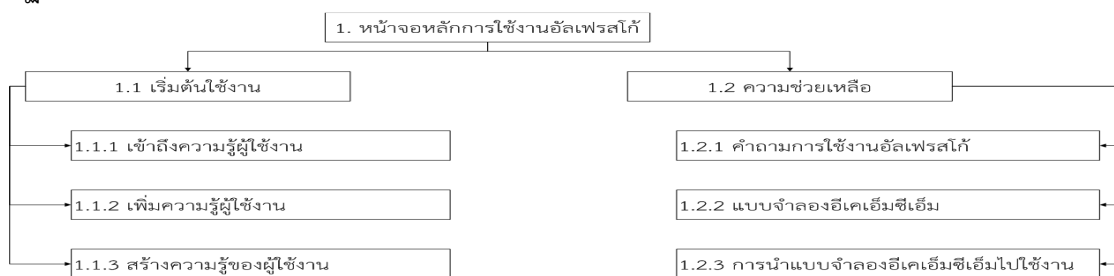 1. หน้าจอหลักการใช้งานอัลเฟรสโก้
1.1 เริ่มต้นใช้งาน
1.2 ความช่วยเหลือ
1.1.1 เข้าถึงความรู้ผู้ใช้งาน
1.2.1 คำถามการใช้งานอัลเฟรสโก้
1.1.2 เพิ่มความรู้ผู้ใช้งาน
1.2.2 แบบจำลองอีเคเอ็มซีเอ็ม
1.1.3 สร้างความรู้ของผู้ใช้งาน
1.2.3 การนำแบบจำลองอีเคเอ็มซีเอ็มไปใช้งาน